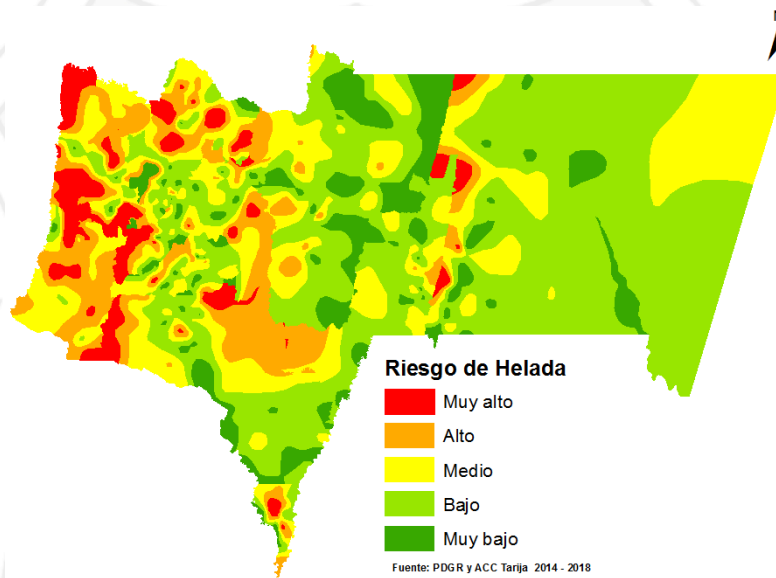 N
Riesgo de Helada
Muy alto
Alto
Medio
Bajo
Muy bajo
Fuente: PDGR y ACC Tarija 2014 - 2018